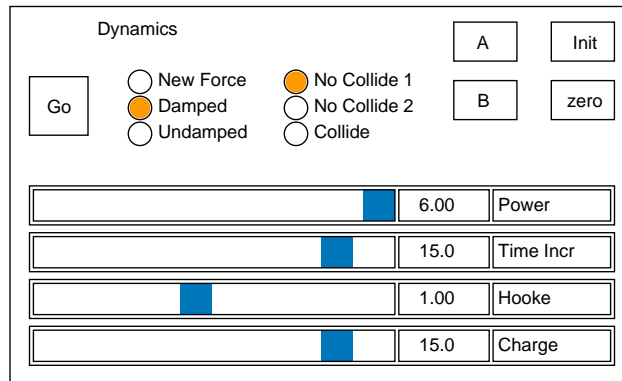 Dynamics
A Init
New Force No Collide 1
Go Damped No Collide 2 B zero
Undamped Collide
6.00 Power
15.0 Time Incr
1.00 Hooke
15.0 Charge